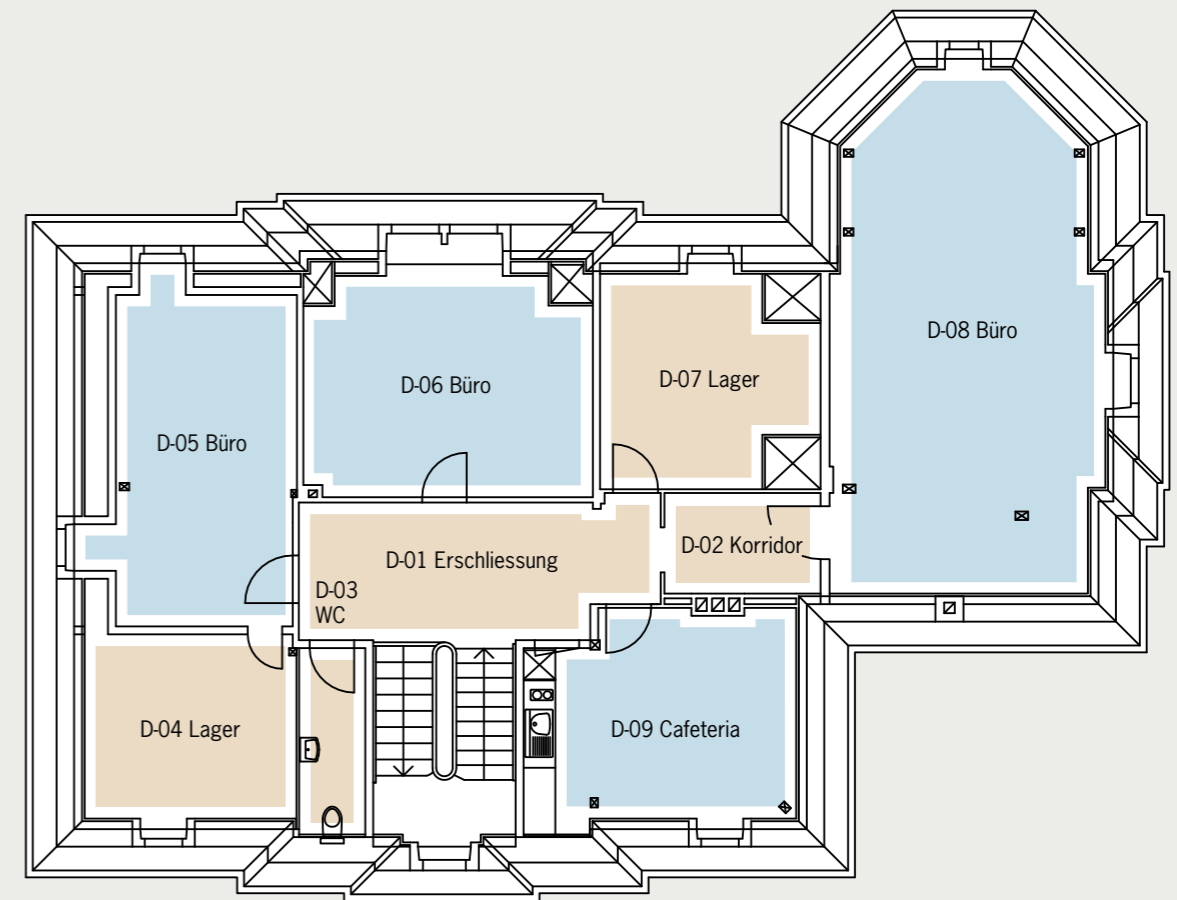 D-08 Büro
D-07 Lager
D-06 Büro
D-05 Büro
D-02 Korridor
D-01 Erschliessung
D-03
WC
D-04 Lager
D-09 Cafeteria